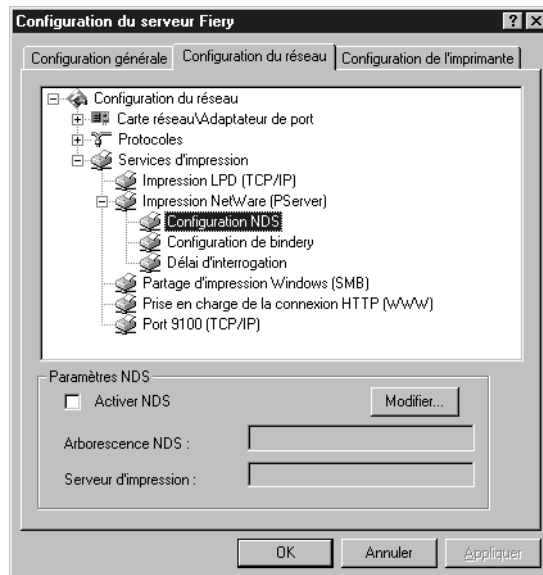 Configuration du serveur Fiery
Configuration générale
Configuration du réseau
Configuration de l'imprimante
Configuration du réseau
Carte réseau\Adaptateur de port
Protocoles
Services d'impression
Impression LPD (TCP/IP)
Impression NetWare (PServer)
Configuration NDS
Configuration de bindery
Délai d'interrogation
Partage d'impression Windows (SMB)
Prise en charge de la connexion HTTP (WWW)
Port 9100 (TCP/IP)
Paramètres NDS
Activer NDS
Modifier...
Arborescence NDS :
Serveur d'impression :
OK
Annuler
Appliquer